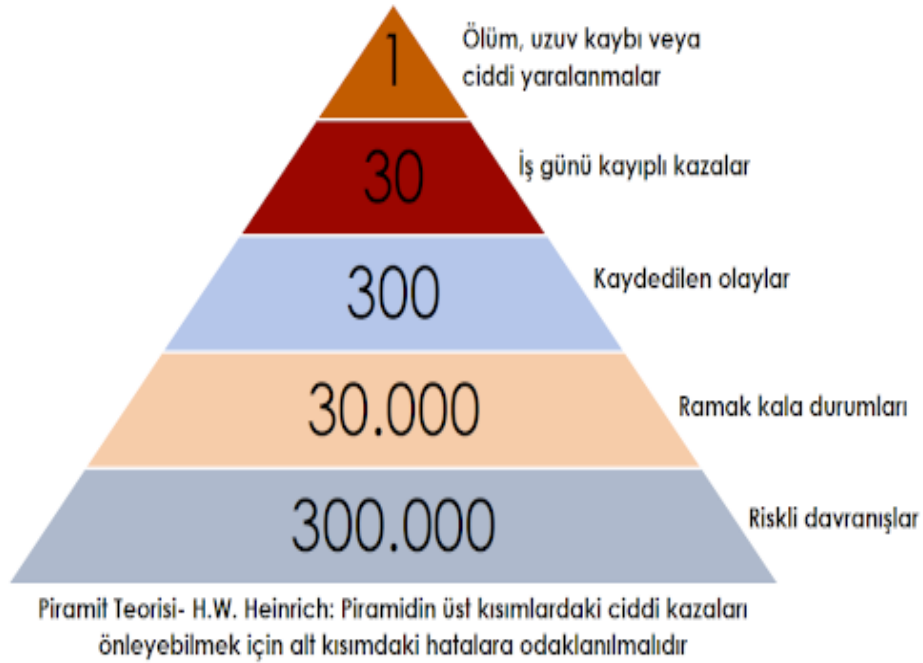 1
Ölüm, uzuv kaybı veya
ciddi yaralanmalar
30
İş günü kayıplı kazalar
300
Kaydedilen olaylar
30.000
Ramak kala durumları
300.000
Riskli davranışlar
Piramit Teorisi- H.W. Heinrich: Piramidin üst kısımlardaki ciddi kazaları
önleyebilmek için alt kısımdaki hatalara odaklanılmalıdır